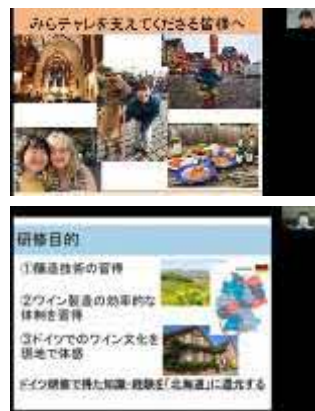 みらチャレを支えてくださる皆様へ
研修目的
①醸造技術の習得
②ワイン製造の効率的な
体制を習得
③ドイツでのワイン文化を
現地で体感
ドイツ研修で得た知識・経験を「北海道」に還元する